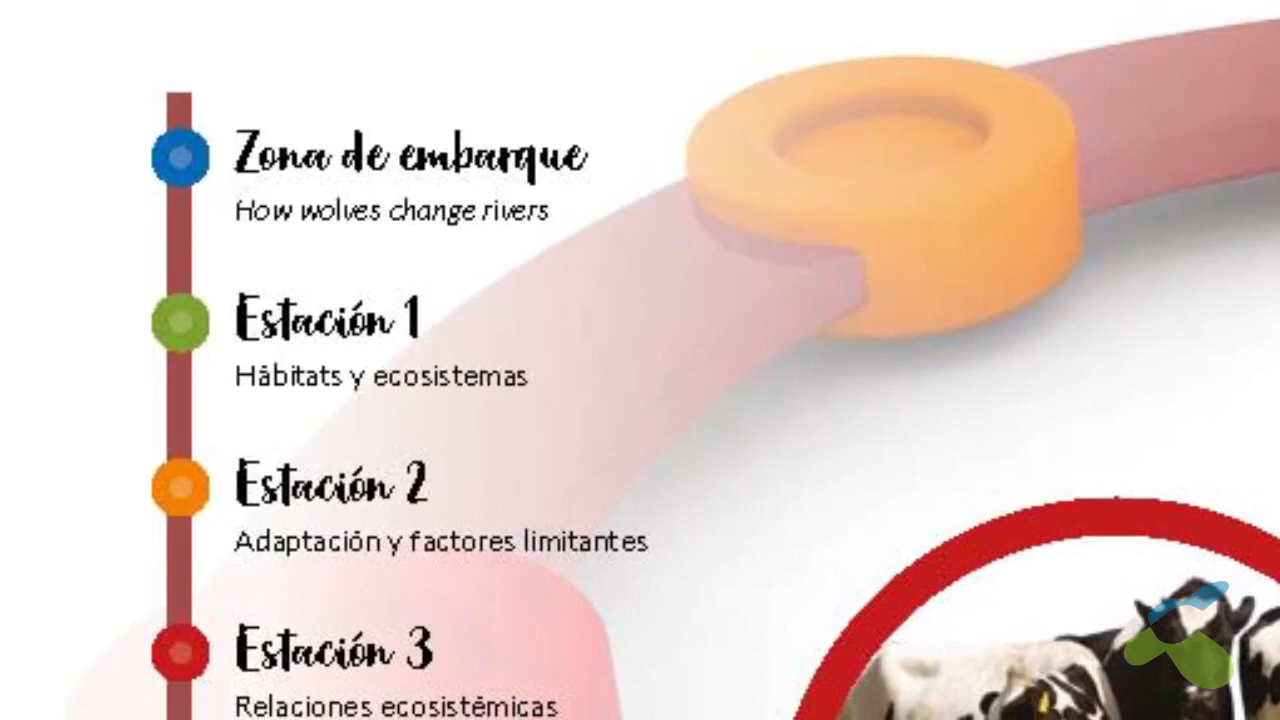 Zona de embarque
How wolves change rivers
Estación 1
Hábitats y ecosistemas
Estación 2
Adaptación y factores limitantes
Estación 3
Relaciones ecosistémicas